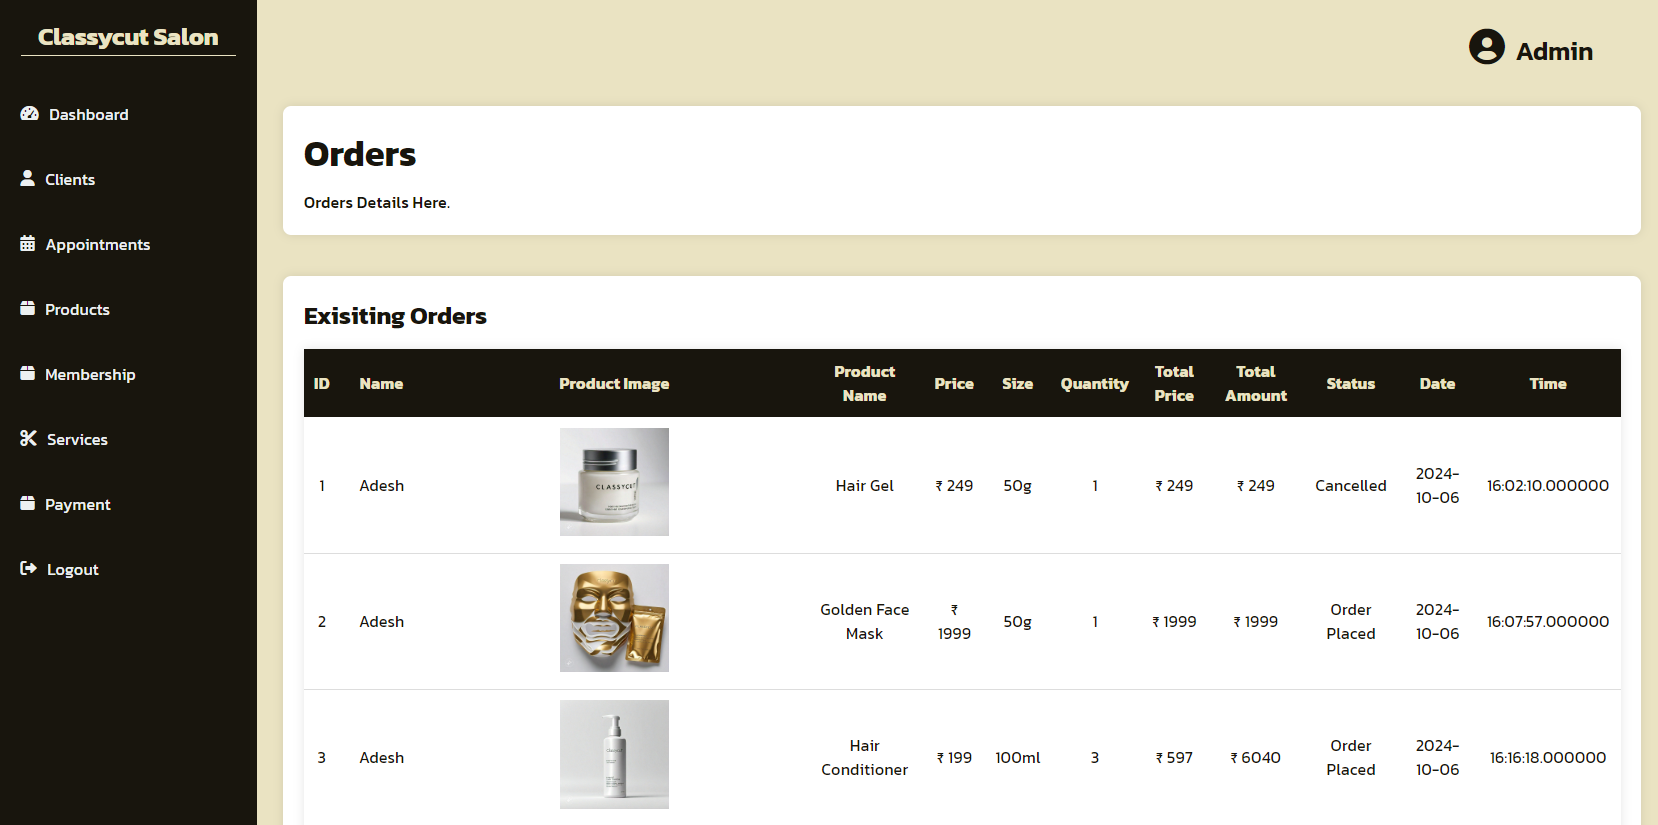 Classycut Salon
Admin
Dashboard
Clients
Appointments
Products
Membership
Services
Payment
Logout
Orders
Orders Details Here.
Exisiting Orders
ID Name Product Image Product Name Price Size Quantity Total Price Total Amount Status Date Time
CLASSYCUT
1 Adesh Hair Gel ₹ 249 50g 1 ₹ 249 ₹ 249 Cancelled 2024-10-06 16:02:10.000000
2 Adesh Golden Face Mask ₹ 1999 50g 1 ₹ 1999 ₹ 1999 Order Placed 2024-10-06 16:07:57.000000
3 Adesh Hair Conditioner ₹ 199 100ml 3 ₹ 597 ₹ 6040 Order Placed 2024-10-06 16:16:18.000000